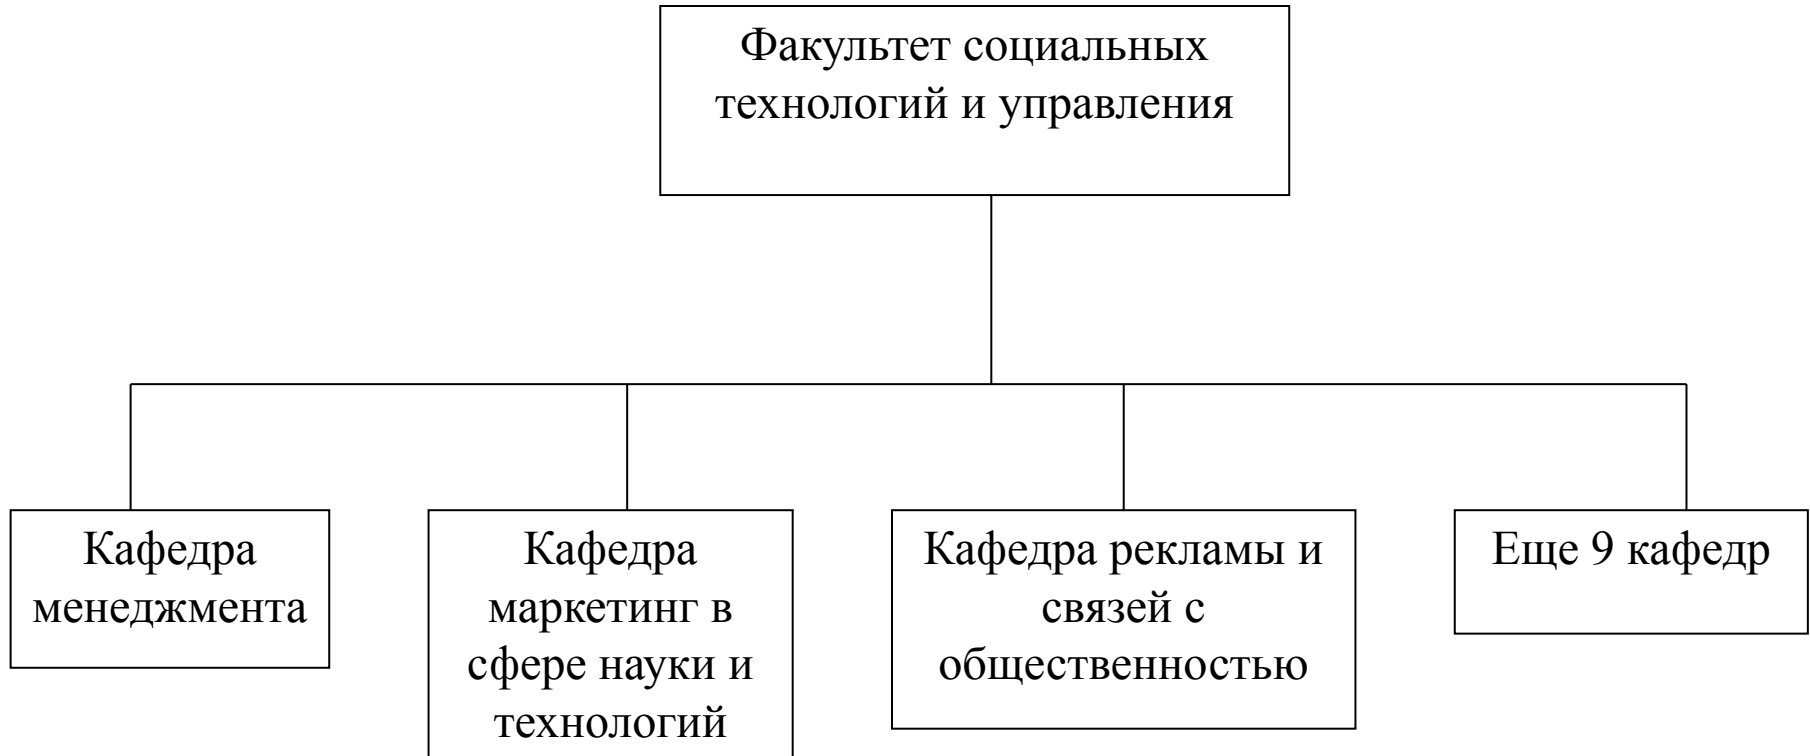 Факультет социальных
технологий и управления
Кафедра
менеджмента
Кафедра
маркетинг в
сфере науки и
технологий
Кафедра рекламы и
связей с
общественностью
Еще 9 кафедр